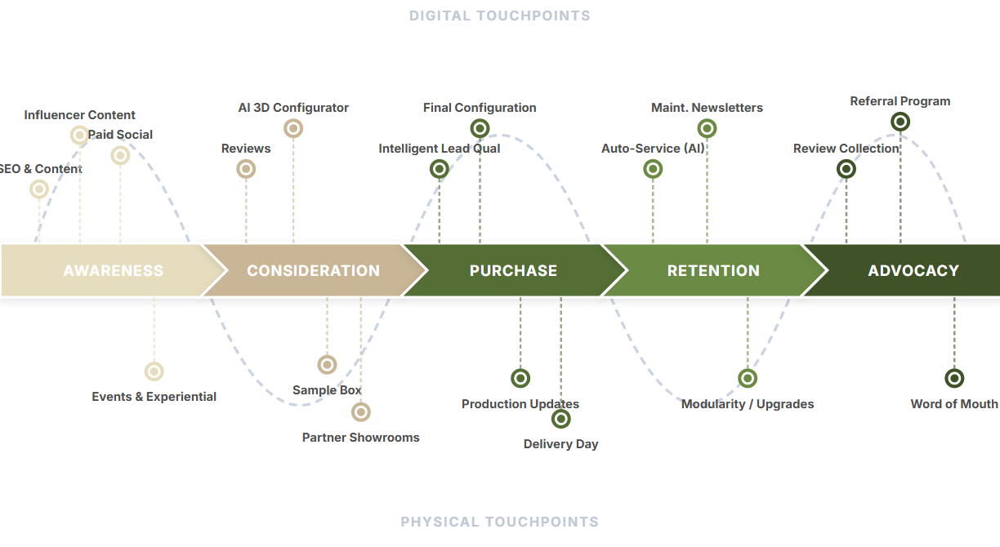 DIGITAL TOUCHPOINTS
Referral Program
AI 3D Configurator
Final Configuration
Maint. Newsletters
Influencer Content
Paid Social
Reviews
Intelligent Lead Qual
Auto-Service (AI)
Review Collection
SEO & Content
AWARENESS
CONSIDERATION
PURCHASE
RETENTION
ADVOCACY
Sample Box
Events & Experiential
Production Updates
Modularity / Upgrades
Word of Mouth
Partner Showrooms
Delivery Day
PHYSICAL TOUCHPOINTS